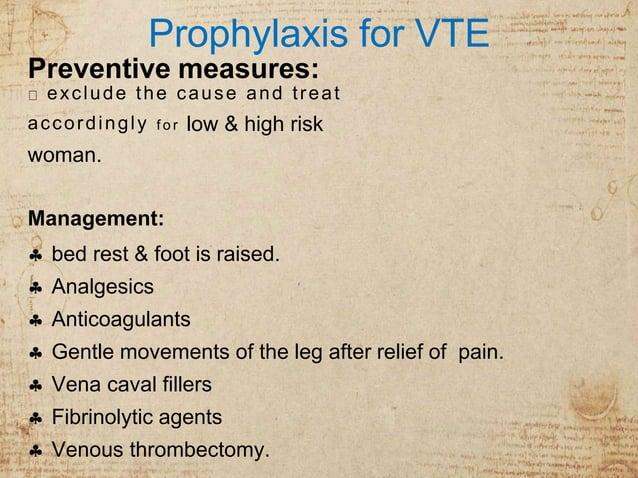 Prophylaxis for VTE
Preventive measures:
□ exclude the cause and treat
accordingly for low & high risk
woman.
Management:
♣ bed rest & foot is raised.
♣ Analgesics
♣ Anticoagulants
♣ Gentle movements of the leg after relief of pain.
♣ Vena caval fillers
♣ Fibrinolytic agents
♣ Venous thrombectomy.